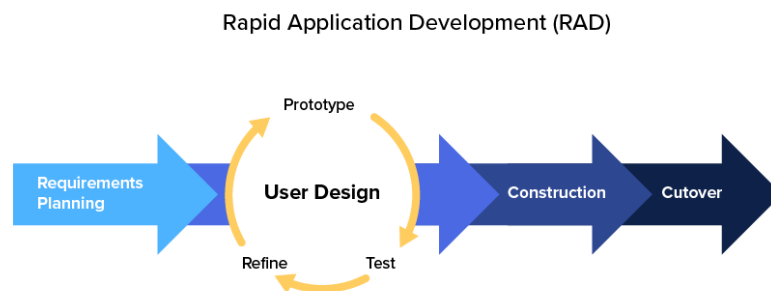 Rapid Application Development (RAD)
Prototype
Requirements
Planning
User Design
Construction
Cutover
Refine
Test